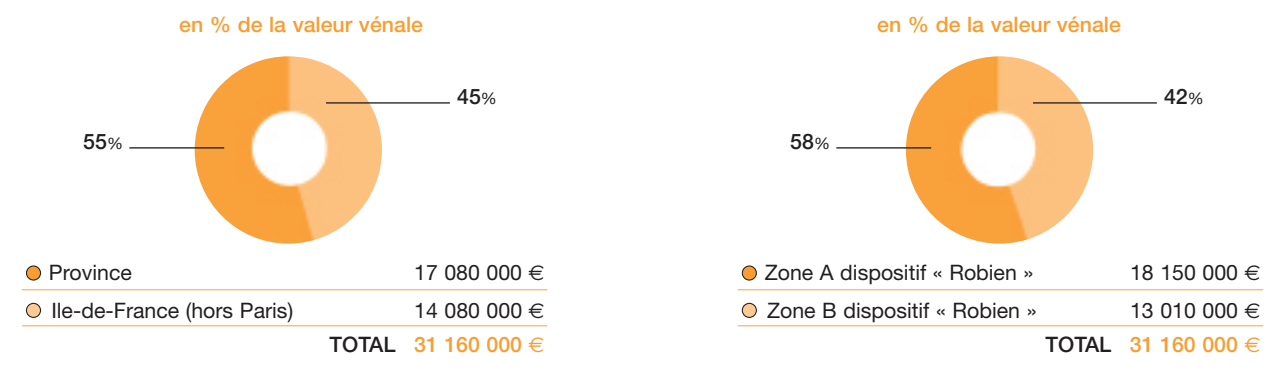 en % de la valeur vénale
45%
55%
Province 17 080 000 €
Ile-de-France (hors Paris) 14 080 000 €
TOTAL 31 160 000 €
en % de la valeur vénale
42%
58%
Zone A dispositif « Robien » 18 150 000 €
Zone B dispositif « Robien » 13 010 000 €
TOTAL 31 160 000 €